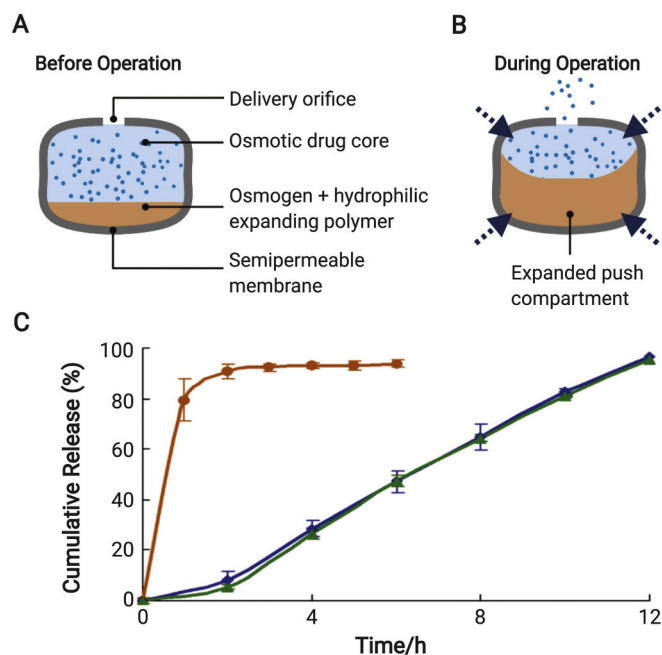 A
Before Operation
Delivery orifice
Osmotic drug core
Osmogen + hydrophilic
expanding polymer
Semipermeable
membrane
B
During Operation
Expanded push
compartment
C
Cumulative Release (%)
100
80
60
40
20
0
0 4 8 12
Time/h